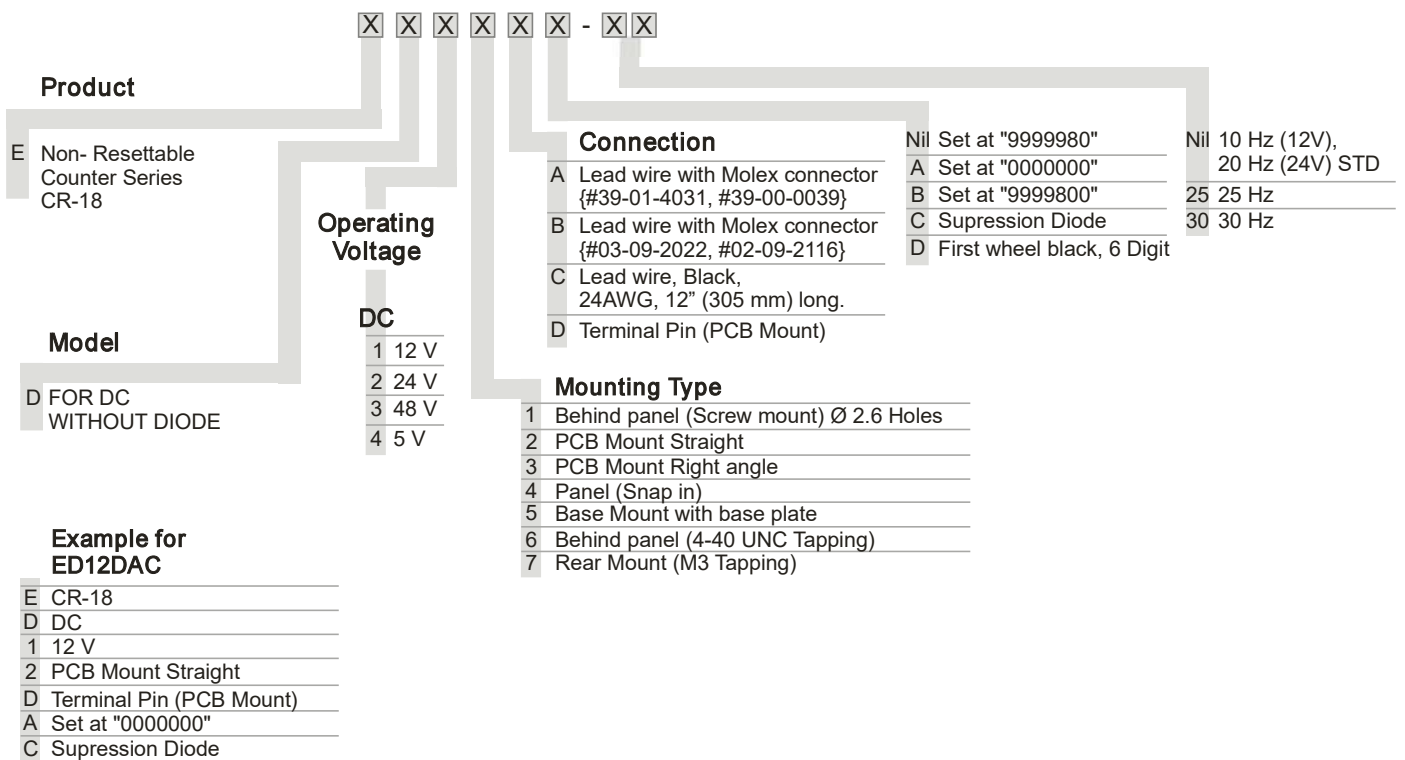 X X X X X X - X X
Product
E Non- Resettable
Counter Series
CR-18
Model
D FOR DC
WITHOUT DIODE
Operating
Voltage
DC
1 12 V
2 24 V
3 48 V
4 5 V
Mounting Type
1 Behind panel (Screw mount) Ø 2.6 Holes
2 PCB Mount Straight
3 PCB Mount Right angle
4 Panel (Snap in)
5 Base Mount with base plate
6 Behind panel (4-40 UNC Tapping)
7 Rear Mount (M3 Tapping)
Connection
A Lead wire with Molex connector
{#39-01-4031, #39-00-0039}
B Lead wire with Molex connector
{#03-09-2022, #02-09-2116}
C Lead wire, Black,
24AWG, 12” (305 mm) long.
D Terminal Pin (PCB Mount)
Nil Set at "9999980"
A Set at "0000000"
B Set at "9999800"
C Supression Diode
D First wheel black, 6 Digit
Nil 10 Hz (12V),
20 Hz (24V) STD
25 25 Hz
30 30 Hz
Example for
ED12DAC
E CR-18
D DC
1 12 V
2 PCB Mount Straight
D Terminal Pin (PCB Mount)
A Set at "0000000"
C Supression Diode